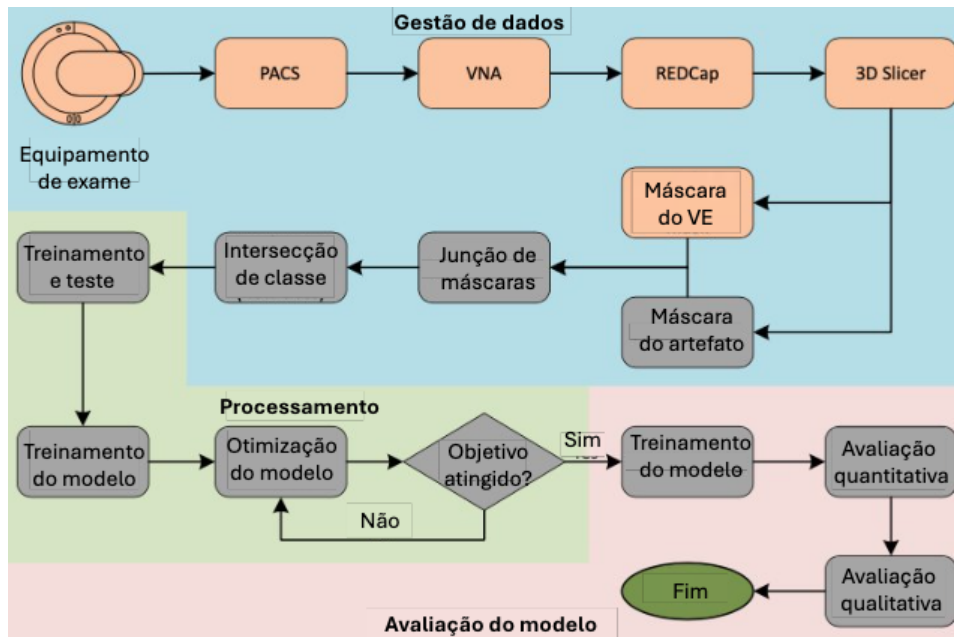 Gestão de dados
PACS
VNA
REDCap
3D Slicer
Equipamento
de exame
Máscara
do VE
Treinamento
e teste
Intersecção
de classe
Junção de
máscaras
Máscara
do artefato
Processamento
Treinamento
do modelo
Otimização
do modelo
Objetivo
atingido?
Sim
Treinamento
do modelo
Avaliação
quantitativa
Não
Fim
Avaliação
qualitativa
Avaliação do modelo